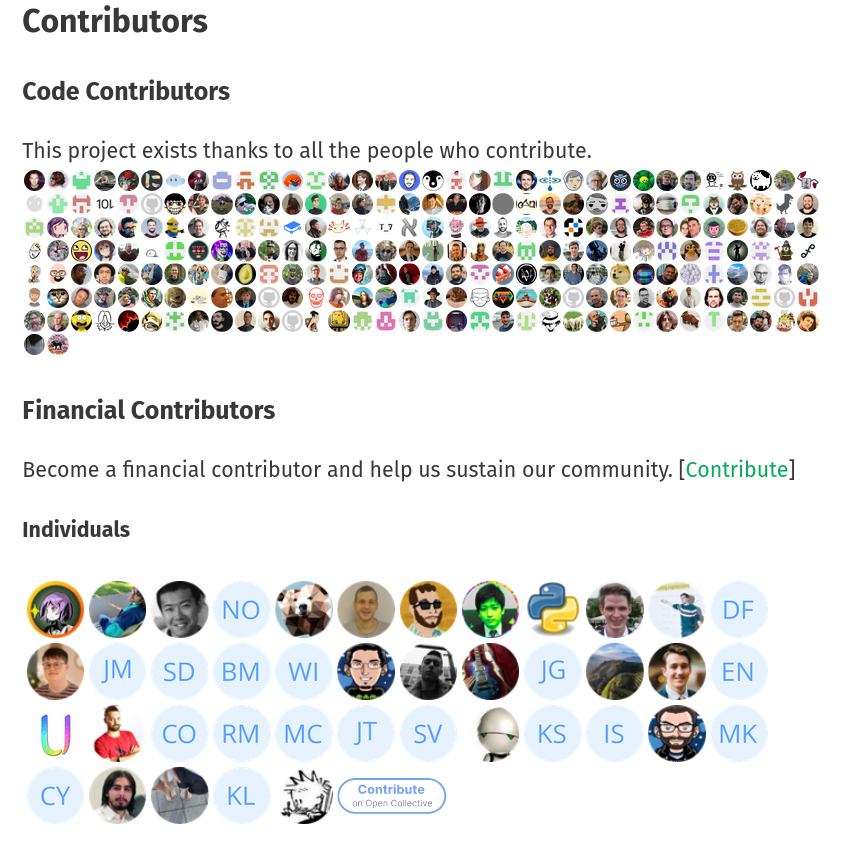 Contributors
Code Contributors
This project exists thanks to all the people who contribute.
Financial Contributors
Become a financial contributor and help us sustain our community. [Contribute]
Individuals
NO DF
JM SD BM WI JG EN
CO RM MC JT SV KS IS MK
CY KL Contribute
on Open Collective